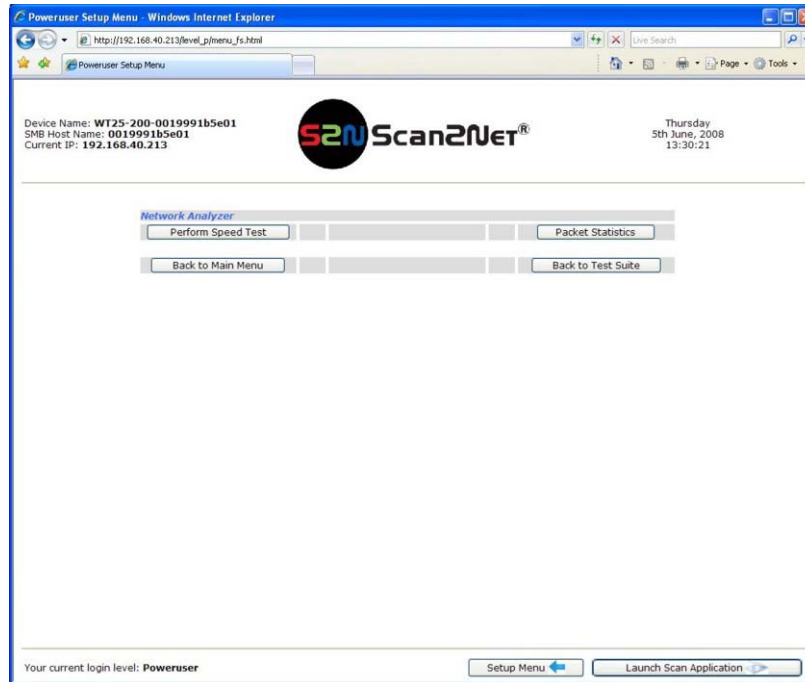 Poweruser Setup Menu - Windows Internet Explorer
http://192.168.40.213/level_p/menu_fs.html
Live Search
Poweruser Setup Menu
Page
Tools
Device Name: WT25-200-0019991b5e01
SMB Host Name: 0019991b5e01
Current IP: 192.168.40.213
S2N Scan2Net®
Thursday
5th June, 2008
13:30:21
Network Analyzer
Perform Speed Test
Packet Statistics
Back to Main Menu
Back to Test Suite
Your current login level: Poweruser
Setup Menu
Launch Scan Application